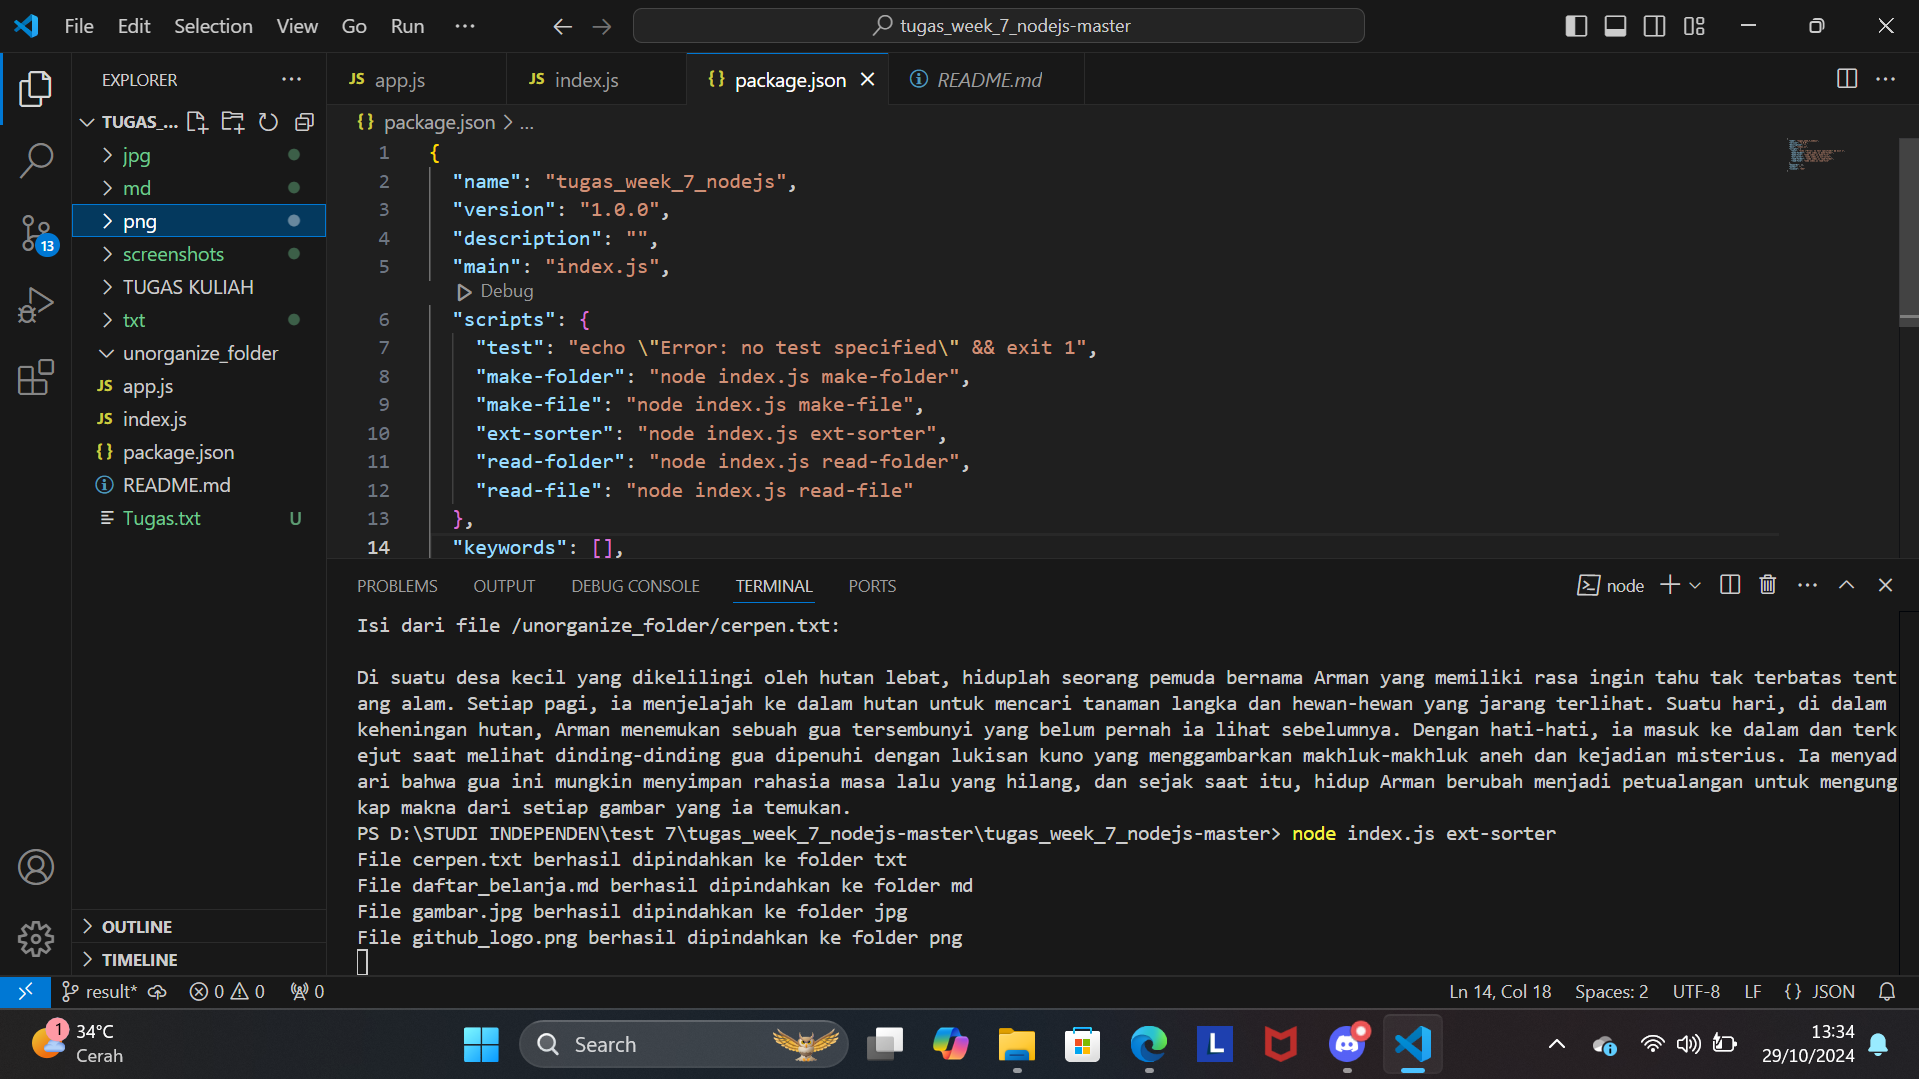 File Edit Selection View Go Run ...
tugas_week_7_nodejs-master
EXPLORER
TUGAS_...
jpg
md
png
screenshots
TUGAS KULIAH
txt
unorganize_folder
JS app.js
JS index.js
{} package.json
README.md
Tugas.txt U
13
OUTLINE
TIMELINE
JS app.js
JS index.js
{} package.json
README.md
{} package.json > ...
1 {
2 "name": "tugas_week_7_nodejs",
3 "version": "1.0.0",
4 "description": "",
5 "main": "index.js",
Debug
6 "scripts": {
7 "test": "echo \"Error: no test specified\" && exit 1",
8 "make-folder": "node index.js make-folder",
9 "make-file": "node index.js make-file",
10 "ext-sorter": "node index.js ext-sorter",
11 "read-folder": "node index.js read-folder",
12 "read-file": "node index.js read-file"
13 },
14 "keywords": [],
PROBLEMS OUTPUT DEBUG CONSOLE TERMINAL PORTS
node
Isi dari file /unorganize_folder/cerpen.txt:
Di suatu desa kecil yang dikelilingi oleh hutan lebat, hiduplah seorang pemuda bernama Arman yang memiliki rasa ingin tahu tak terbatas tent
ang alam. Setiap pagi, ia menjelajah ke dalam hutan untuk mencari tanaman langka dan hewan-hewan yang jarang terlihat. Suatu hari, di dalam
keheningan hutan, Arman menemukan sebuah gua tersembunyi yang belum pernah ia lihat sebelumnya. Dengan hati-hati, ia masuk ke dalam dan terk
ejut saat melihat dinding-dinding gua dipenuhi dengan lukisan kuno yang menggambarkan makhluk-makhluk aneh dan kejadian misterius. Ia menyad
ari bahwa gua ini mungkin menyimpan rahasia masa lalu yang hilang, dan sejak saat itu, hidup Arman berubah menjadi petualangan untuk mengung
kap makna dari setiap gambar yang ia temukan.
PS D:\STUDI INDEPENDEN\test 7\tugas_week_7_nodejs-master\tugas_week_7_nodejs-master> node index.js ext-sorter
File cerpen.txt berhasil dipindahkan ke folder txt
File daftar_belanja.md berhasil dipindahkan ke folder md
File gambar.jpg berhasil dipindahkan ke folder jpg
File github_logo.png berhasil dipindahkan ke folder png
result* 0 0 0
Ln 14, Col 18 Spaces: 2 UTF-8 LF {} JSON
1
34°C
Cerah
Search
L
13:34
29/10/2024